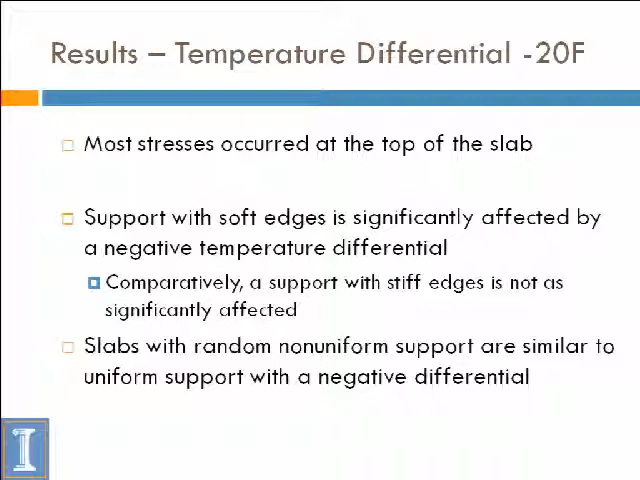 Results – Temperature Differential -20F
Most stresses occurred at the top of the slab
Support with soft edges is significantly affected by
a negative temperature differential
Comparatively, a support with stiff edges is not as
significantly affected
Slabs with random nonuniform support are similar to
uniform support with a negative differential
I